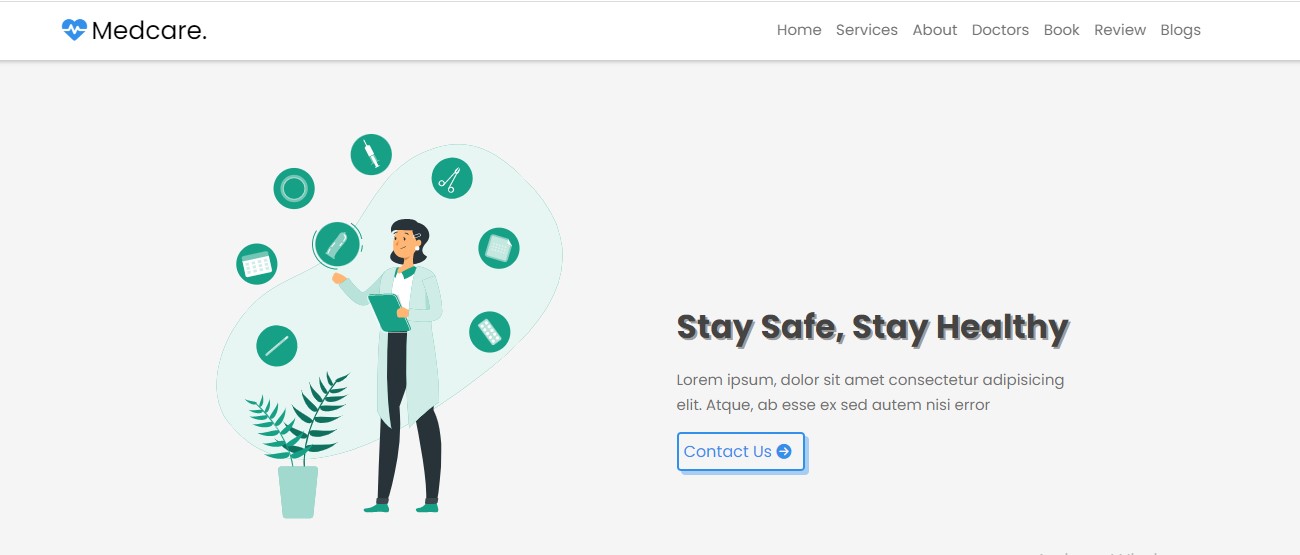 Medcare.
Home Services About Doctors Book Review Blogs
Stay Safe, Stay Healthy
Lorem ipsum, dolor sit amet consectetur adipisicing
elit. Atque, ab esse ex sed autem nisi error
Contact Us